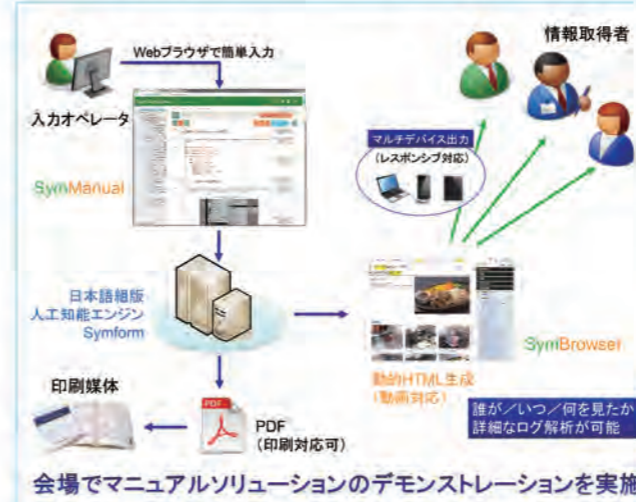 情報取得者
Webブラウザで簡単入力
入力オペレータ
マルチデバイス出力
(レスポンシブ対応)
SymManual
日本語組版
人工知能エンジン
Symform
SymBrowser
動的HTML生成
(動画対応)
印刷媒体
PDF
PDF
(印刷対応可)
誰が/いつ/何を見たか
詳細なログ解析が可能
会場でマニュアルソリューションのデモンストレーションを実施